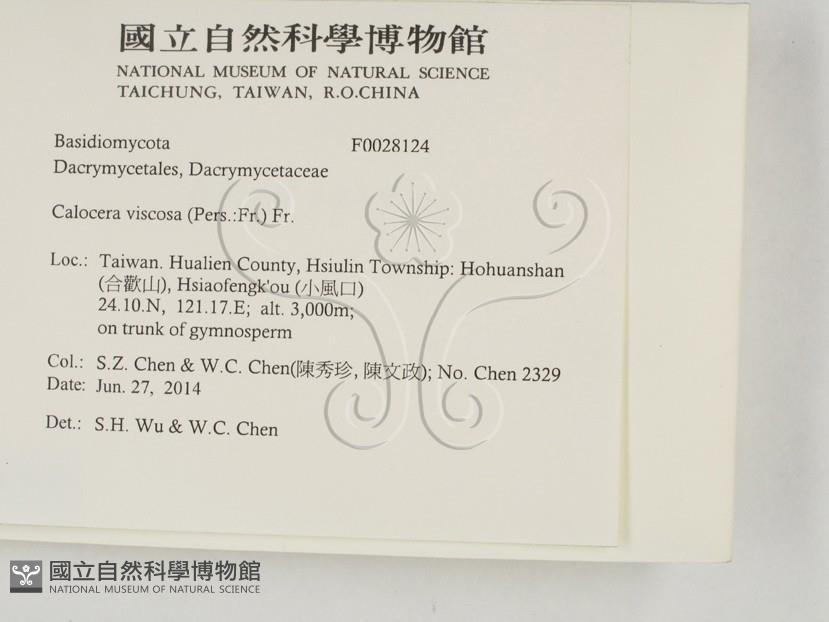 國立自然科學博物館
NATIONAL MUSEUM OF NATURAL SCIENCE
TAICHUNG, TAIWAN, R.O.CHINA
Basidiomycota F0028124
Dacrymycetales, Dacrymycetaceae
Calocera viscosa (Pers.:Fr.) Fr.
Loc.: Taiwan. Hualien County, Hsiulin Township: Hohuanshan
(合歡山), Hsiaofengk'ou (小風口)
24.10.N, 121.17.E; alt. 3,000m;
on trunk of gymnosperm
Col.: S.Z. Chen & W.C. Chen(陳秀珍, 陳文政); No. Chen 2329
Date: Jun. 27, 2014
Det.: S.H. Wu & W.C. Chen
國立自然科學博物館
NATIONAL MUSEUM OF NATURAL SCIENCE